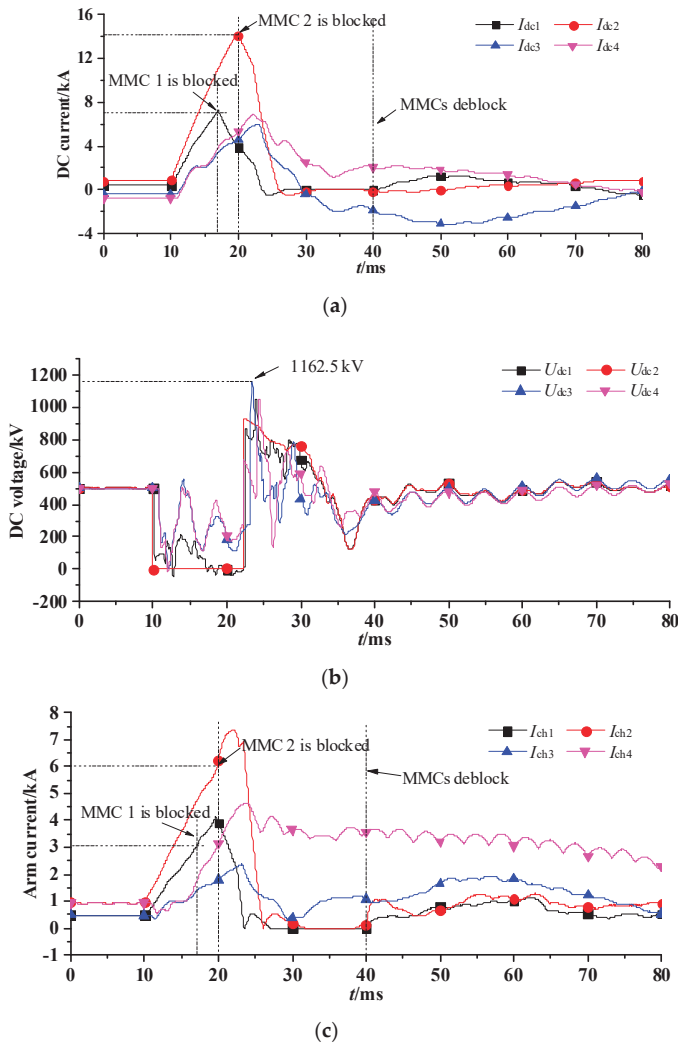 MMC 2 is blocked
Idc1 Idc2
Idc3 Idc4
MMC 1 is blocked
MMCs deblock
DC current/kA
16
12
8
4
0
-4
0 10 20 30 40 50 60 70 80
t/ms
(a)
1162.5 kV
Udc1 Udc2
Udc3 Udc4
DC voltage/kV
1200
1000
800
600
400
200
0
-200
0 10 20 30 40 50 60 70 80
t/ms
(b)
Ich1 Ich2
Ich3 Ich4
MMC 2 is blocked
MMCs deblock
MMC 1 is blocked
Arm current/kA
8
7
6
5
4
3
2
1
0
-1
0 10 20 30 40 50 60 70 80
t/ms
(c)